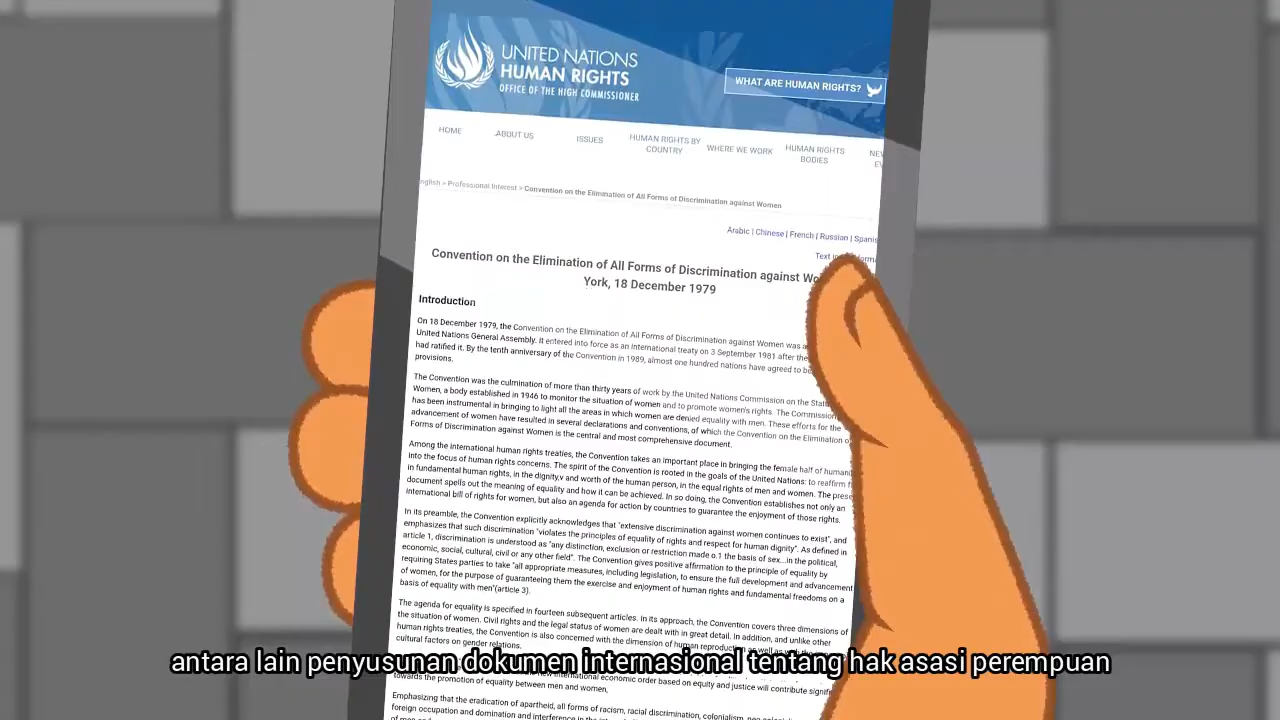 UNITED NATIONS
HUMAN RIGHTS
OFFICE OF THE HIGH COMMISSIONER
WHAT ARE HUMAN RIGHTS?
HOME
ABOUT US
ISSUES
HUMAN RIGHTS BY
COUNTRY
WHERE WE WORK
HUMAN RIGHTS
BODIES
nglish > Professional Interest > Convention on the Elimination of All Forms of Discrimination against Women
Arabic | Chinese | French | Russian | Spanis
Text in
Convention on the Elimination of All Forms of Discrimination against
York, 18 December 1979
Introduction
On 18 December 1979, the Convention on the Elimination of All Forms of Discrimination against Women was
United Nations General Assembly. It entered into force as an international treaty on 3 September 1981 after the
had ratified it. By the tenth anniversary of the Convention in 1989, almost one hundred nations have agreed to
provisions.
The Convention was the culmination of more than thirty years of work by the United Nations Commission on the
Women, a body established in 1946 to monitor the situation of women and to promote women's rights. The Commission
has been instrumental in bringing to light all the areas in which women are denied equality with men. These efforts for the
advancement of women have resulted in several declarations and conventions, of which the Convention on the Elimination o
Forms of Discrimination against Women is the central and most comprehensive document.
Among the international human rights treaties, the Convention takes an important place in bringing the female half of humani
into the focus of human rights concerns. The spirit of the Convention is rooted in the goals of the United Nations: to reaffirm f
in fundamental human rights, in the dignity,v and worth of the human person, in the equal rights of men and women. The prese
document spells out the meaning of equality and how it can be achieved. In so doing, the Convention establishes not only an
international bill of rights for women, but also an agenda for action by countries to guarantee the enjoyment of those rights.
In its preamble, the Convention explicitly acknowledges that "extensive discrimination against women continues to exist", and
emphasizes that such discrimination "violates the principles of equality of rights and respect for human dignity". As defined in
article 1, discrimination is understood as "any distinction, exclusion or restriction made o.1 the basis of sex...in the political,
economic, social, cultural, civil or any other field". The Convention gives positive affirmation to the principle of equality by
requiring States parties to take "all appropriate measures, including legislation, to ensure the full development and advancement
of women, for the purpose of guaranteeing them the exercise and enjoyment of human rights and fundamental freedoms on a
basis of equality with men"(article 3).
The agenda for equality is specified in fourteen subsequent articles. In its approach, the Convention covers three dimensions of
the situation of women. Civil rights and the legal status of women are dealt with in great detail. In addition, and unlike other
human rights treaties, the Convention is also concerned with the dimension of human reproduction as well as with the
cultural factors on gender relations.
antara lain penyusunan dokumen internasional tentang hak asasi perempuan
new international economic order based on equity and justice will contribute
towards the promotion of equality between men and women,
Emphasizing that the eradication of apartheid, all forms of racism, racial discrimination, colonialism,
foreign occupation and domination and interference in the